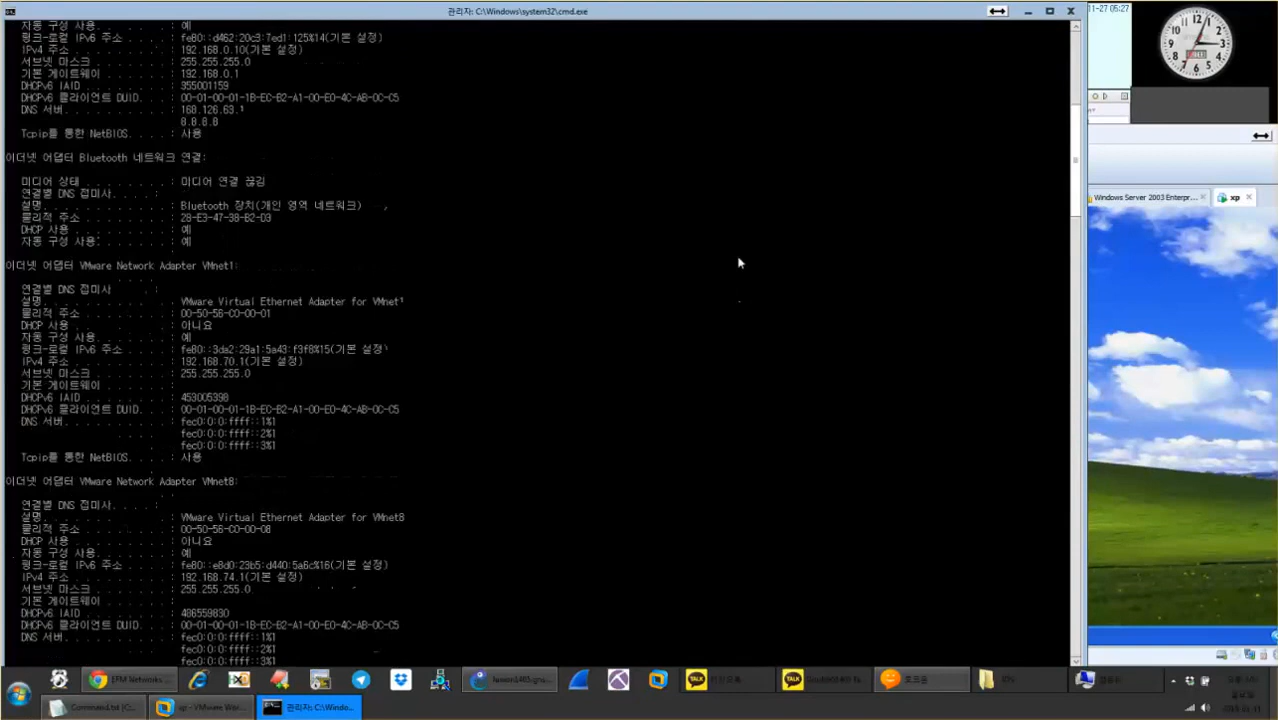 관리자: C:\Windows\system32\cmd.exe
자동 구성 사용. . . . . . . . : 예
링크-로컬 IPv6 주소 . . . . : fe80::d462:20c3:7ed1:125%14(기본 설정)
IPv4 주소 . . . . . . . . . : 192.168.0.10(기본 설정)
서브넷 마스크 . . . . . . . : 255.255.255.0
기본 게이트웨이 . . . . . . : 192.168.0.1
DHCPv6 IAID . . . . . . . . : 355001159
DHCPv6 클라이언트 DUID. . . : 00-01-00-01-1B-EC-B2-A1-00-E0-4C-AB-0C-C5
DNS 서버. . . . . . . . . . : 168.126.63.1
8.8.8.8
Tcpip를 통한 NetBIOS. . . . : 사용
이더넷 어댑터 Bluetooth 네트워크 연결:
미디어 상태 . . . . . . . . : 미디어 연결 끊김
연결별 DNS 접미사. . . . :
설명. . . . . . . . . . . . : Bluetooth 장치(개인 영역 네트워크)
물리적 주소 . . . . . . . . : 28-E3-47-38-B2-D3
DHCP 사용 . . . . . . . . . : 예
자동 구성 사용. . . . . . . : 예
이더넷 어댑터 VMware Network Adapter VMnet1:
연결별 DNS 접미사. . . . :
설명. . . . . . . . . . . . : VMware Virtual Ethernet Adapter for VMnet1
물리적 주소 . . . . . . . . : 00-50-56-C0-00-01
DHCP 사용 . . . . . . . . . : 아니요
자동 구성 사용. . . . . . . : 예
링크-로컬 IPv6 주소 . . . . : fe80::3da2:29a1:5a43:f3f8%15(기본 설정)
IPv4 주소 . . . . . . . . . : 192.168.70.1(기본 설정)
서브넷 마스크 . . . . . . . : 255.255.255.0
기본 게이트웨이 . . . . . . :
DHCPv6 IAID . . . . . . . . : 453005398
DHCPv6 클라이언트 DUID. . . : 00-01-00-01-1B-EC-B2-A1-00-E0-4C-AB-0C-C5
DNS 서버. . . . . . . . . . : fec0:0:0:ffff::1%1
fec0:0:0:ffff::2%1
fec0:0:0:ffff::3%1
Tcpip를 통한 NetBIOS. . . . : 사용
이더넷 어댑터 VMware Network Adapter VMnet8:
연결별 DNS 접미사. . . . :
설명. . . . . . . . . . . . : VMware Virtual Ethernet Adapter for VMnet8
물리적 주소 . . . . . . . . : 00-50-56-C0-00-08
DHCP 사용 . . . . . . . . . : 아니요
자동 구성 사용. . . . . . . : 예
링크-로컬 IPv6 주소 . . . . : fe80::e8d0:23b5:d440:5a6c%16(기본 설정)
IPv4 주소 . . . . . . . . . : 192.168.74.1(기본 설정)
서브넷 마스크 . . . . . . . : 255.255.255.0
기본 게이트웨이 . . . . . . :
DHCPv6 IAID . . . . . . . . : 486559830
DHCPv6 클라이언트 DUID. . . : 00-01-00-01-1B-EC-B2-A1-00-E0-4C-AB-0C-C5
DNS 서버. . . . . . . . . . : fec0:0:0:ffff::1%1
fec0:0:0:ffff::2%1
fec0:0:0:ffff::3%1
11-27 05:27
Windows Server 2003 Enterpr...
xp
EFM Networks
TALK
TALK
Command.txt (C:...
xp - VMware Wor...
관리자: C:\Windo...